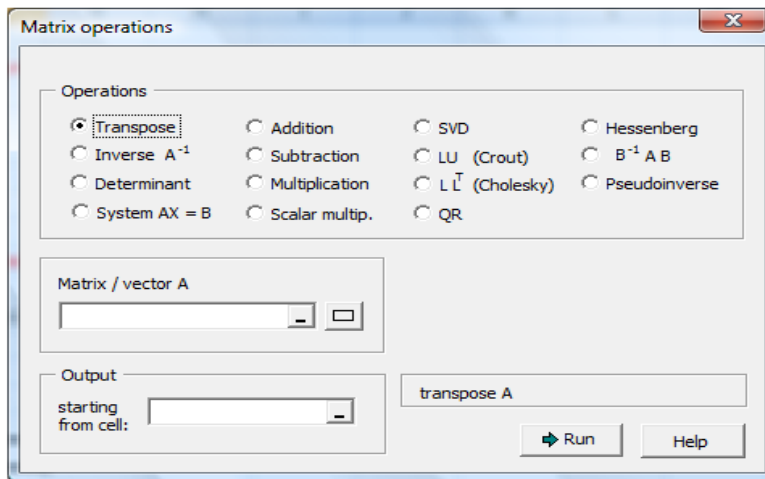 Matrix operations
Operations
Transpose
Addition
SVD
Hessenberg
Inverse A⁻¹
Subtraction
LU (Crout)
B⁻¹ A B
Determinant
Multiplication
L Lᵀ (Cholesky)
Pseudoinverse
System AX = B
Scalar multip.
QR
Matrix / vector A
Output
starting
from cell:
transpose A
Run
Help